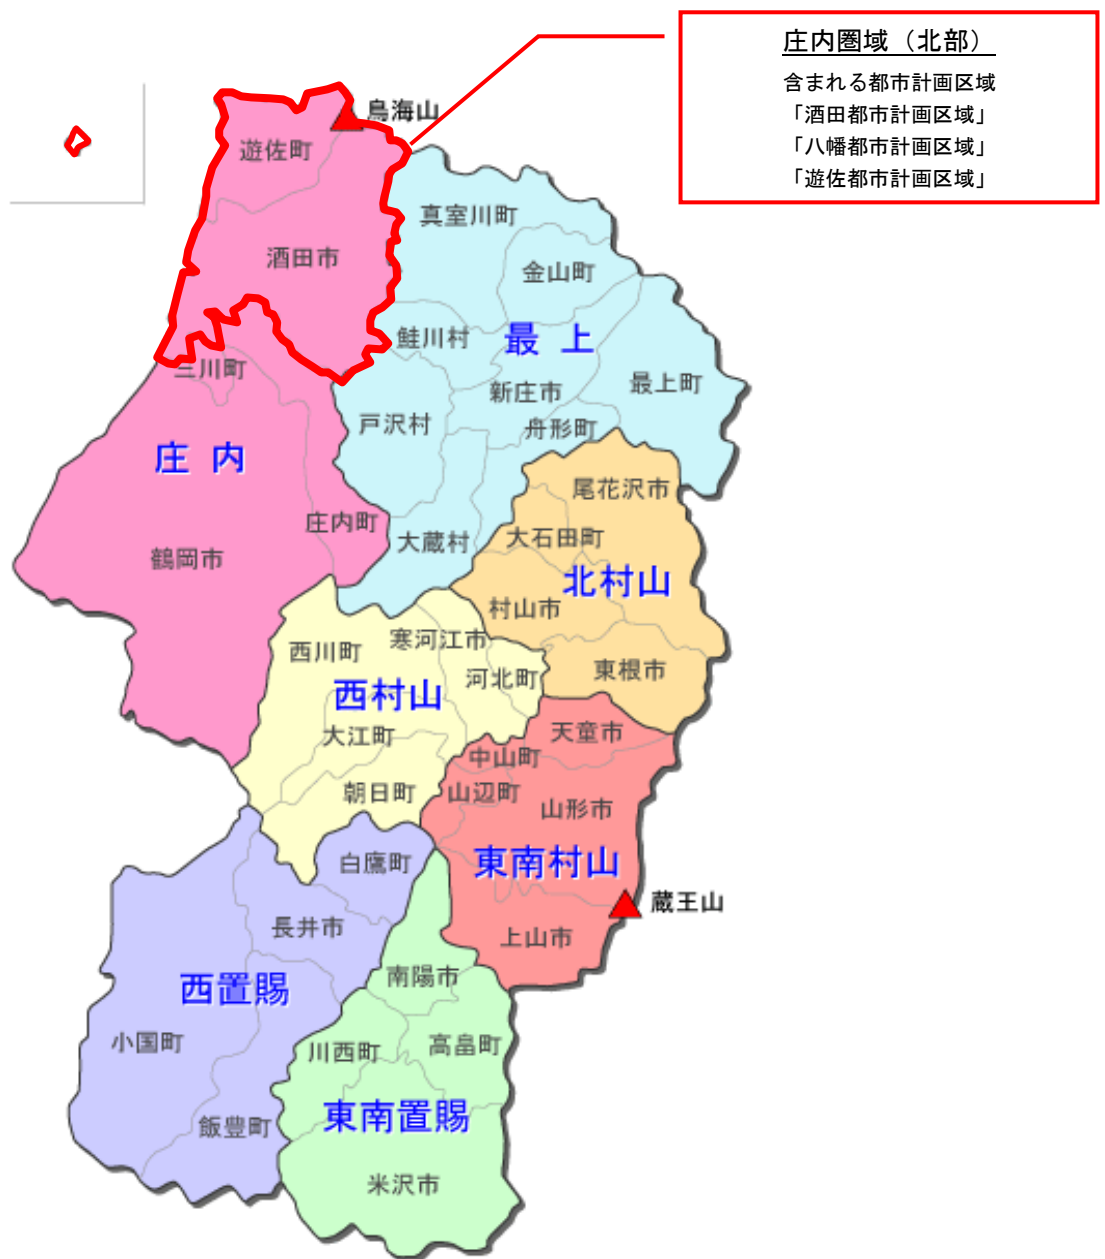 庄内圏域（北部）
含まれる都市計画区域
「酒田都市計画区域」
「八幡都市計画区域」
「遊佐都市計画区域」
鳥海山
遊佐町
真室川町
酒田市
金山町
鮭川村
最上
三川町
最上町
新庄市
戸沢村
舟形町
庄内
尾花沢市
庄内町
大石田町
大蔵村
鶴岡市
北村山
村山市
寒河江市
西川町
河北町
東根市
西村山
天童市
大江町
中山町
朝日町
山辺町
山形市
白鷹町
東南村山
蔵王山
長井市
上山市
南陽市
西置賜
小国町
川西町
高畠町
東南置賜
飯豊町
米沢市